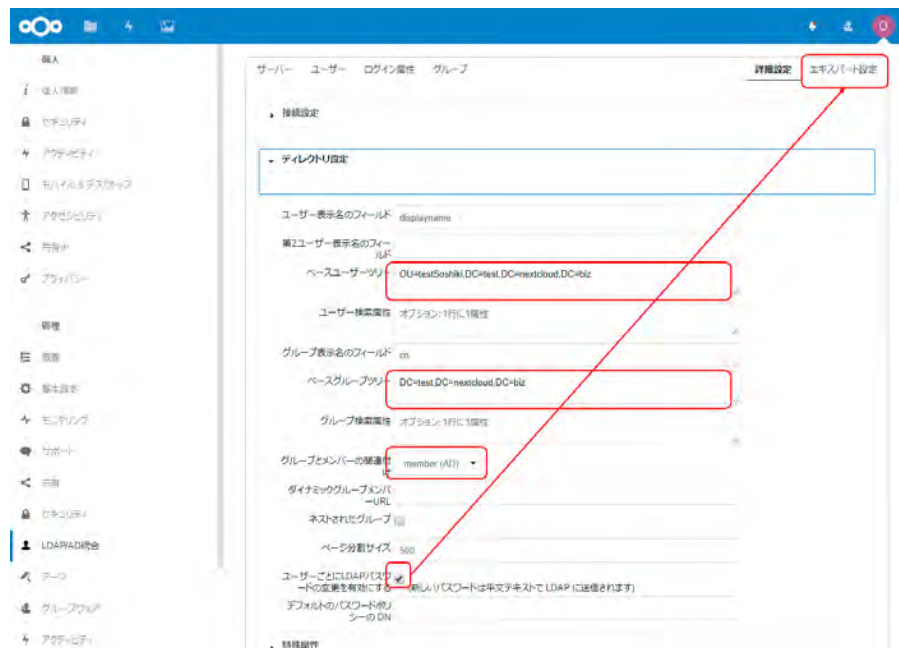 個人
個人情報
セキュリティ
アクティビティ
モバイル & デスクトップ
アクセシビリティ
共有中
プライバシー
管理
概要
基本設定
モニタリング
サポート
共有
セキュリティ
LDAP/AD統合
テーマ
グループウェア
アクティビティ
サーバー ユーザー ログイン属性 グループ 詳細設定 エキスパート設定
接続設定
ディレクトリ設定
ユーザー表示名のフィールド displayname
第2ユーザー表示名のフィー
ルド
ベースユーザーツリー OU=testSoshiki,DC=test,DC=nextcloud,DC=biz
ユーザー検索属性 オプション:1行に1属性
グループ表示名のフィールド cn
ベースグループツリー DC=test,DC=nextcloud,DC=biz
グループ検索属性 オプション:1行に1属性
グループとメンバーの関連付
け member (AD)
ダイナミックグループメンバ
ーURL
ネストされたグループ
ページ分割サイズ 500
ユーザーごとにLDAPパスワ
ードの変更を有効にする (新しいパスワードは平文テキストで LDAP に送信されます)
デフォルトのパスワードポリ
シーの DN
特殊属性
O